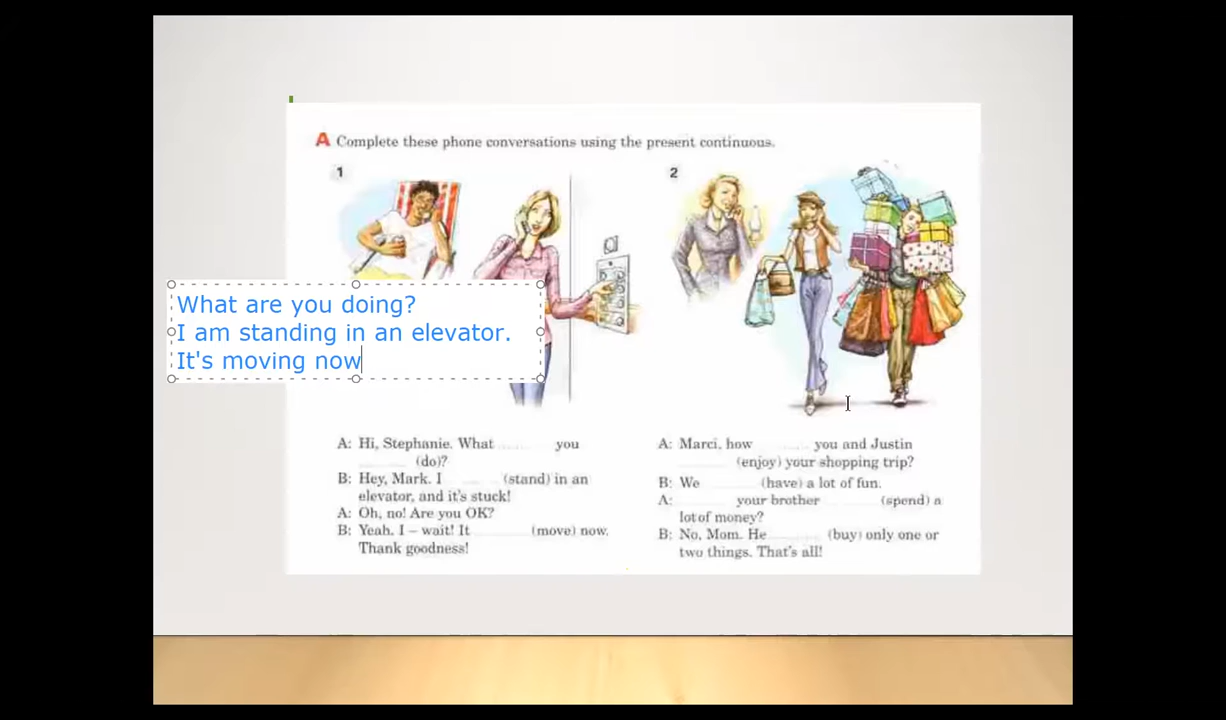 A Complete these phone conversations using the present continuous.
1
What are you doing?
I am standing in an elevator.
It's moving now
A: Hi, Stephanie. What ........ you
........ (do)?
B: Hey, Mark. I ........ (stand) in an
elevator, and it's stuck!
A: Oh, no! Are you OK?
B: Yeah. I – wait! It ........ (move) now.
Thank goodness!
2
A: Marci, how ........ you and Justin
........ (enjoy) your shopping trip?
B: We ........ (have) a lot of fun.
A: ........ your brother ........ (spend) a
lot of money?
B: No, Mom. He ........ (buy) only one or
two things. That's all!